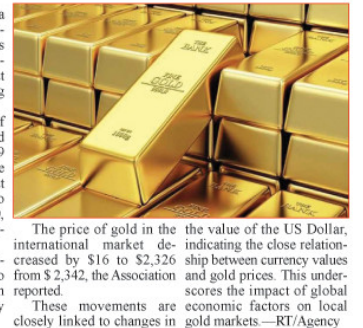 FINE
GOLD
BANK
The price of gold in the
international market de-
creased by $16 to $2,326
from $ 2,342, the Association
reported.
These movements are
closely linked to changes in
the value of the US Dollar,
indicating the close relation-
ship between currency values
and gold prices. This under-
scores the impact of global
economic factors on local
gold markets.—RT/Agency